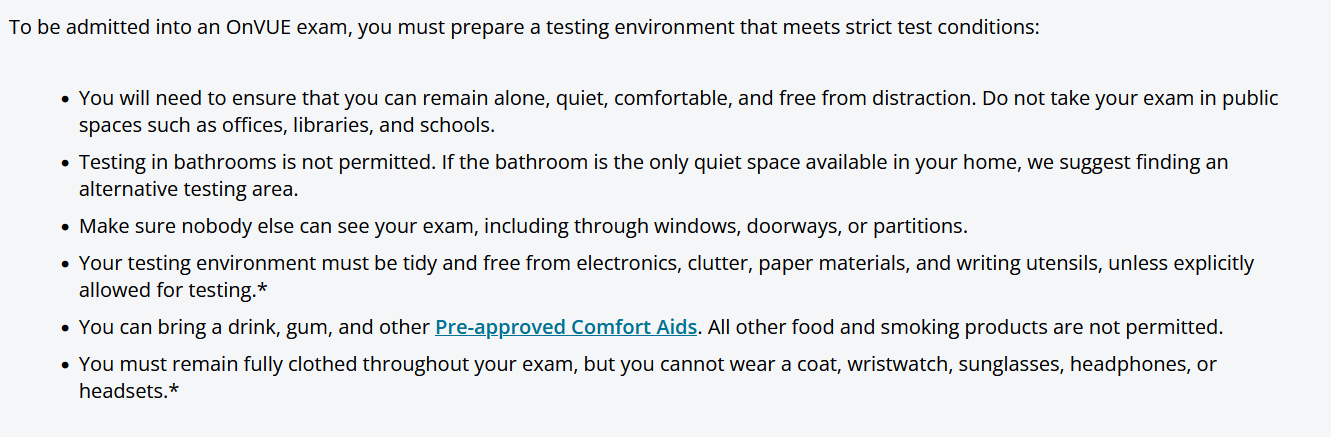 To be admitted into an OnVUE exam, you must prepare a testing environment that meets strict test conditions:
• You will need to ensure that you can remain alone, quiet, comfortable, and free from distraction. Do not take your exam in public
spaces such as offices, libraries, and schools.
• Testing in bathrooms is not permitted. If the bathroom is the only quiet space available in your home, we suggest finding an
alternative testing area.
• Make sure nobody else can see your exam, including through windows, doorways, or partitions.
• Your testing environment must be tidy and free from electronics, clutter, paper materials, and writing utensils, unless explicitly
allowed for testing.*
• You can bring a drink, gum, and other Pre-approved Comfort Aids. All other food and smoking products are not permitted.
• You must remain fully clothed throughout your exam, but you cannot wear a coat, wristwatch, sunglasses, headphones, or
headsets.*